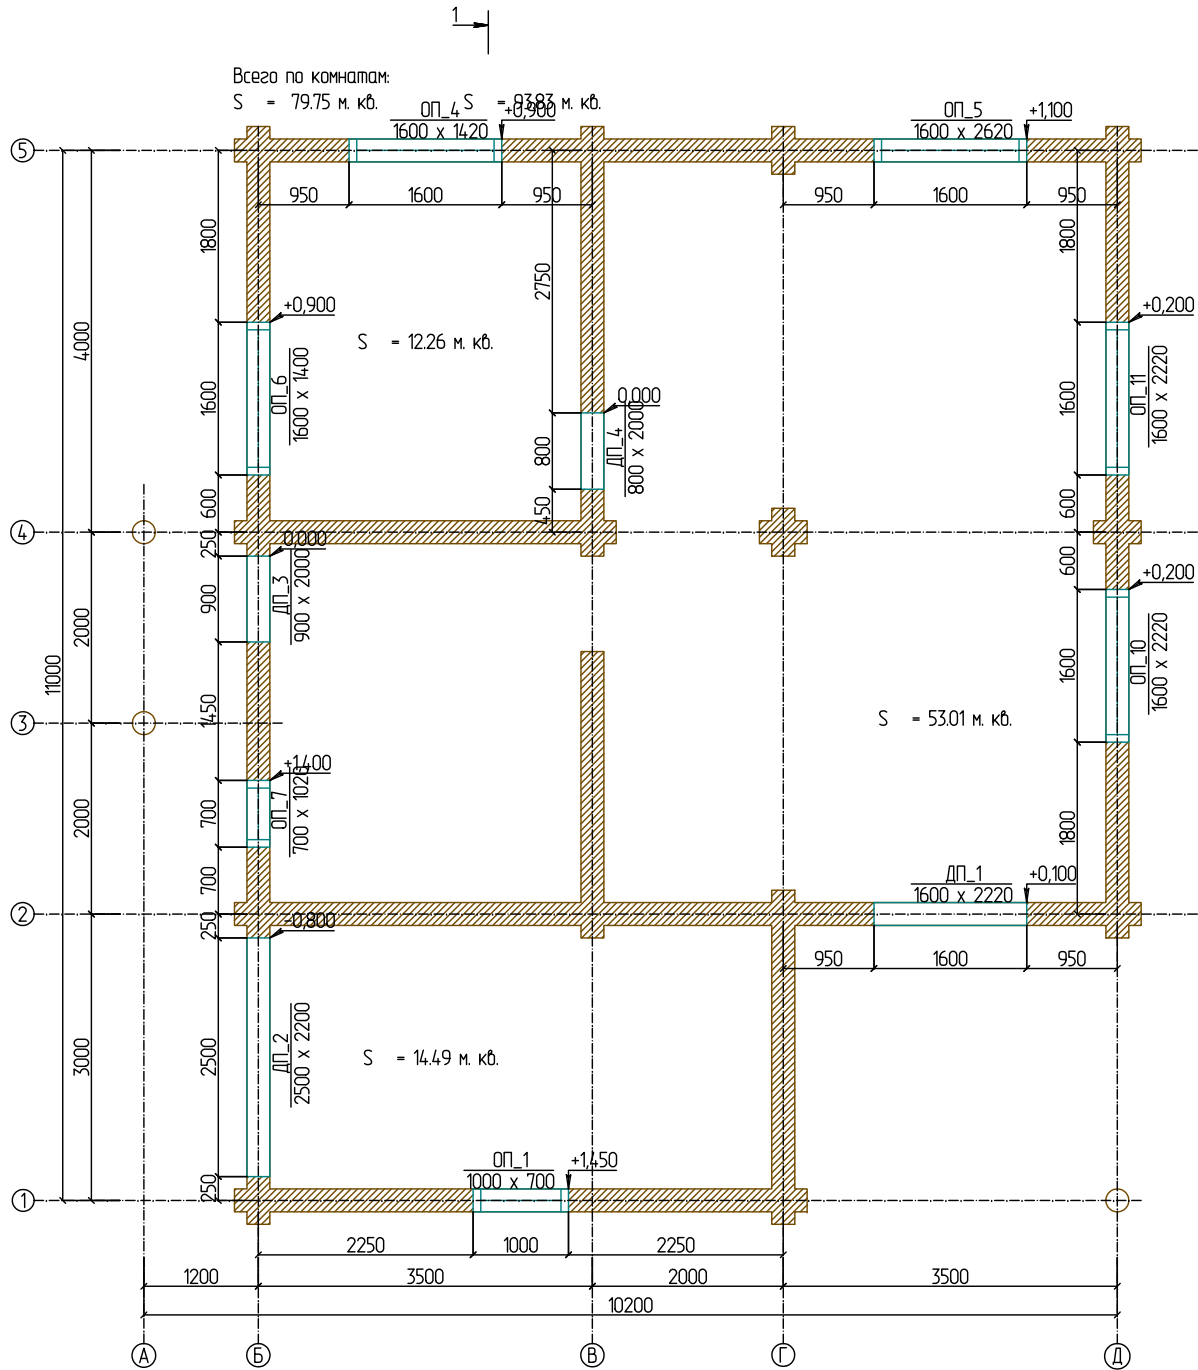 1
Всего по комнатам:
S = 79.75 м. кв. S = 93.83 м. кв.
ОП_4 +0,900
1600 x 1420
ОП_5 +1,100
1600 x 2620
5
950 1600 950
950 1600 950
1800
2750
1800
+0,900
+0,200
4000
S = 12.26 м. кв.
1600
ОП_6
1600 x 1400
0,000
800
ДП_4
800 x 2000
1600
ОП_11
1600 x 2220
600
450
600
4
250
0,000
600
+0,200
900
ДП_3
900 x 2000
2000
11000
1450
1600
ОП_10
1600 x 2220
3
S = 53.01 м. кв.
+1,400
2000
700
ОП_7
700 x 1020
1800
700
ДП_1 +0,100
1600 x 2220
2
250
-0,800
950 1600 950
3000
2500
ДП_2
2500 x 2200
S = 14.49 м. кв.
ОП_1 +1,450
1000 x 700
250
1
2250 1000 2250
1200 3500 2000 3500
10200
А Б В Г Д